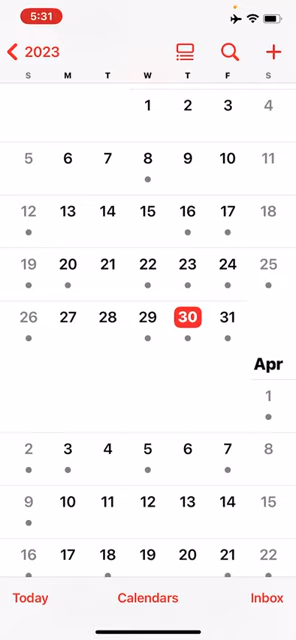 5:31
2023
S M T W T F S
1 2 3 4
5 6 7 8 9 10 11
12 13 14 15 16 17 18
19 20 21 22 23 24 25
26 27 28 29 30 31
Apr
1
2 3 4 5 6 7 8
9 10 11 12 13 14 15
16 17 18 19 20 21 22
Today Calendars Inbox